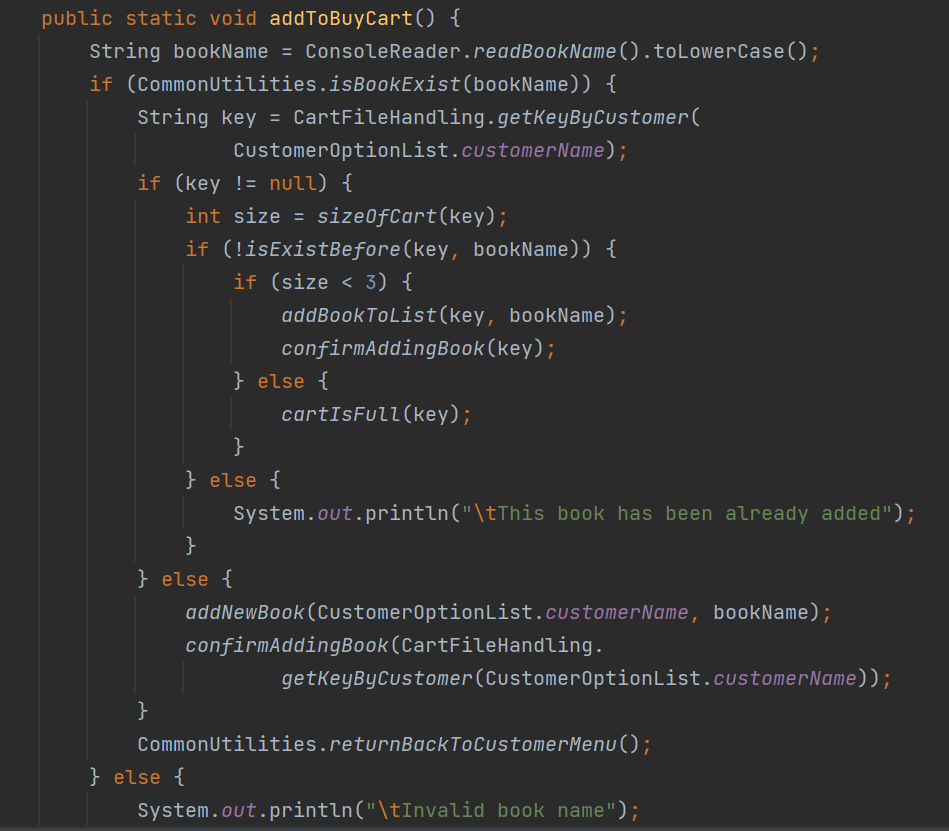 public static void addToBuyCart() {
    String bookName = ConsoleReader.readBookName().toLowerCase();
    if (CommonUtilities.isBookExist(bookName)) {
        String key = CartFileHandling.getKeyByCustomer(
                CustomerOptionList.customerName);
        if (key != null) {
            int size = sizeOfCart(key);
            if (!isExistBefore(key, bookName)) {
                if (size < 3) {
                    addBookToList(key, bookName);
                    confirmAddingBook(key);
                } else {
                    cartIsFull(key);
                }
            } else {
                System.out.println("\tThis book has been already added");
            }
        } else {
            addNewBook(CustomerOptionList.customerName, bookName);
            confirmAddingBook(CartFileHandling.
                    getKeyByCustomer(CustomerOptionList.customerName));
        }
        CommonUtilities.returnBackToCustomerMenu();
    } else {
        System.out.println("\tInvalid book name");